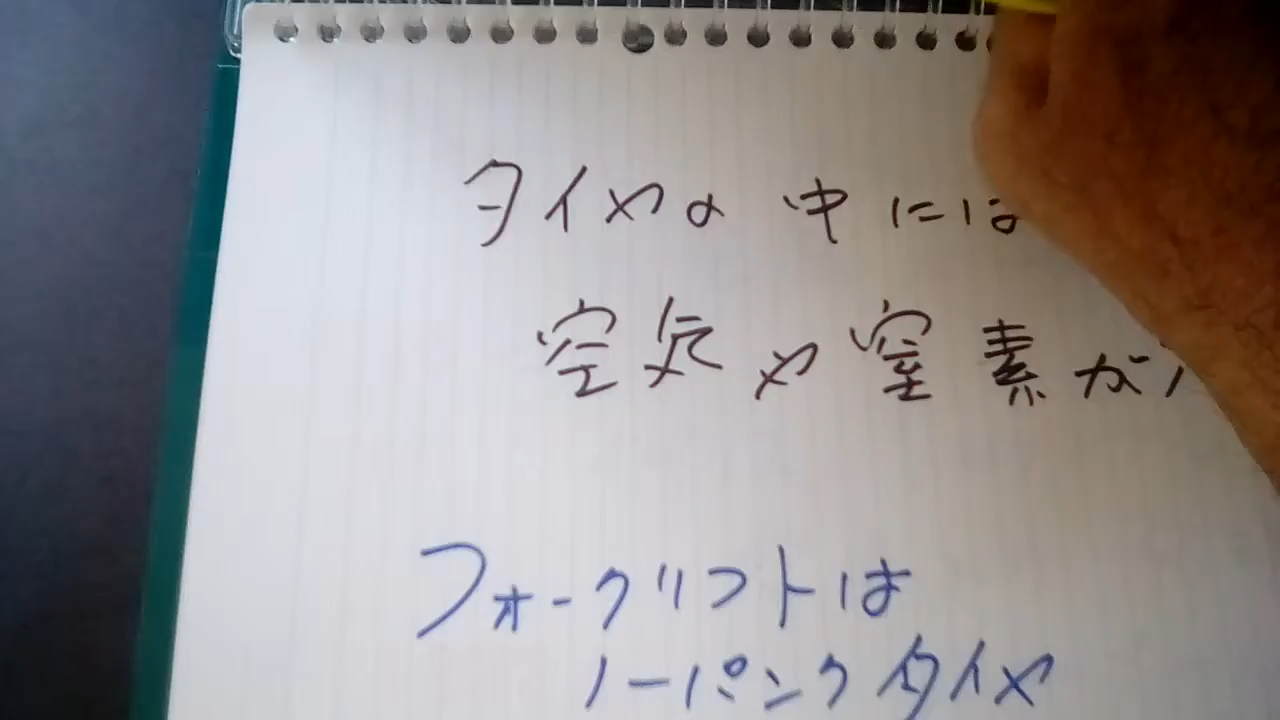 タイヤの中には
空気や窒素が
フォークリフトは
ノーパンクタイヤ